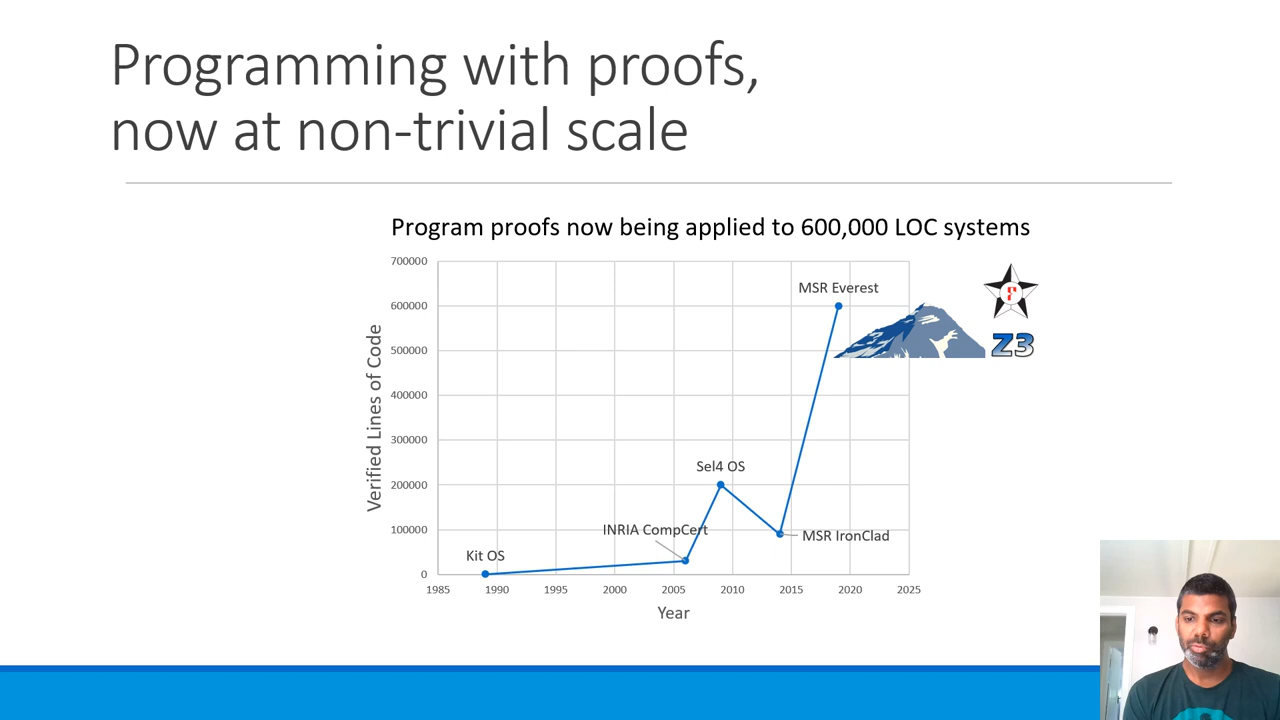 Programming with proofs,
now at non-trivial scale
Program proofs now being applied to 600,000 LOC systems
700000
600000
500000
400000
300000
200000
100000
0
Verified Lines of Code
MSR Everest
Z3
Sel4 OS
INRIA CompCert
MSR IronClad
Kit OS
1985 1990 1995 2000 2005 2010 2015 2020 2025
Year